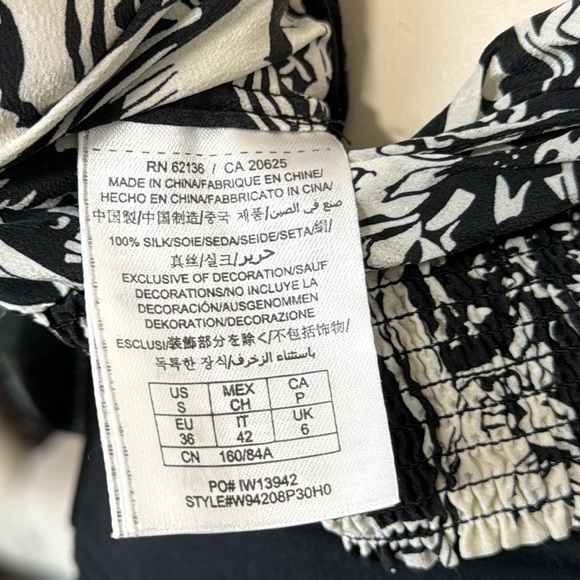 RN 62136 / CA 20625
MADE IN CHINA/FABRIQUE EN CHINE/
HECHO EN CHINA/FABBRICATO IN CINA/
中国製/中国制造/중국 제품/صنع في الصين
100% SILK/SOIE/SEDA/SEIDE/SETA/絹/
真丝/실크/حرير
EXCLUSIVE OF DECORATION/SAUF
DECORATIONS/NO INCLUYE LA
DECORACIÓN/AUSGENOMMEN
DEKORATION/DECORAZIONE
ESCLUSI/装飾部分を除く/不包括饰物/
독특한 장식/باستثناء الزخرف
US S MEX CH CA P
EU 36 IT 42 UK 6
CN 160/84A
PO# IW13942
STYLE#W94208P30H0